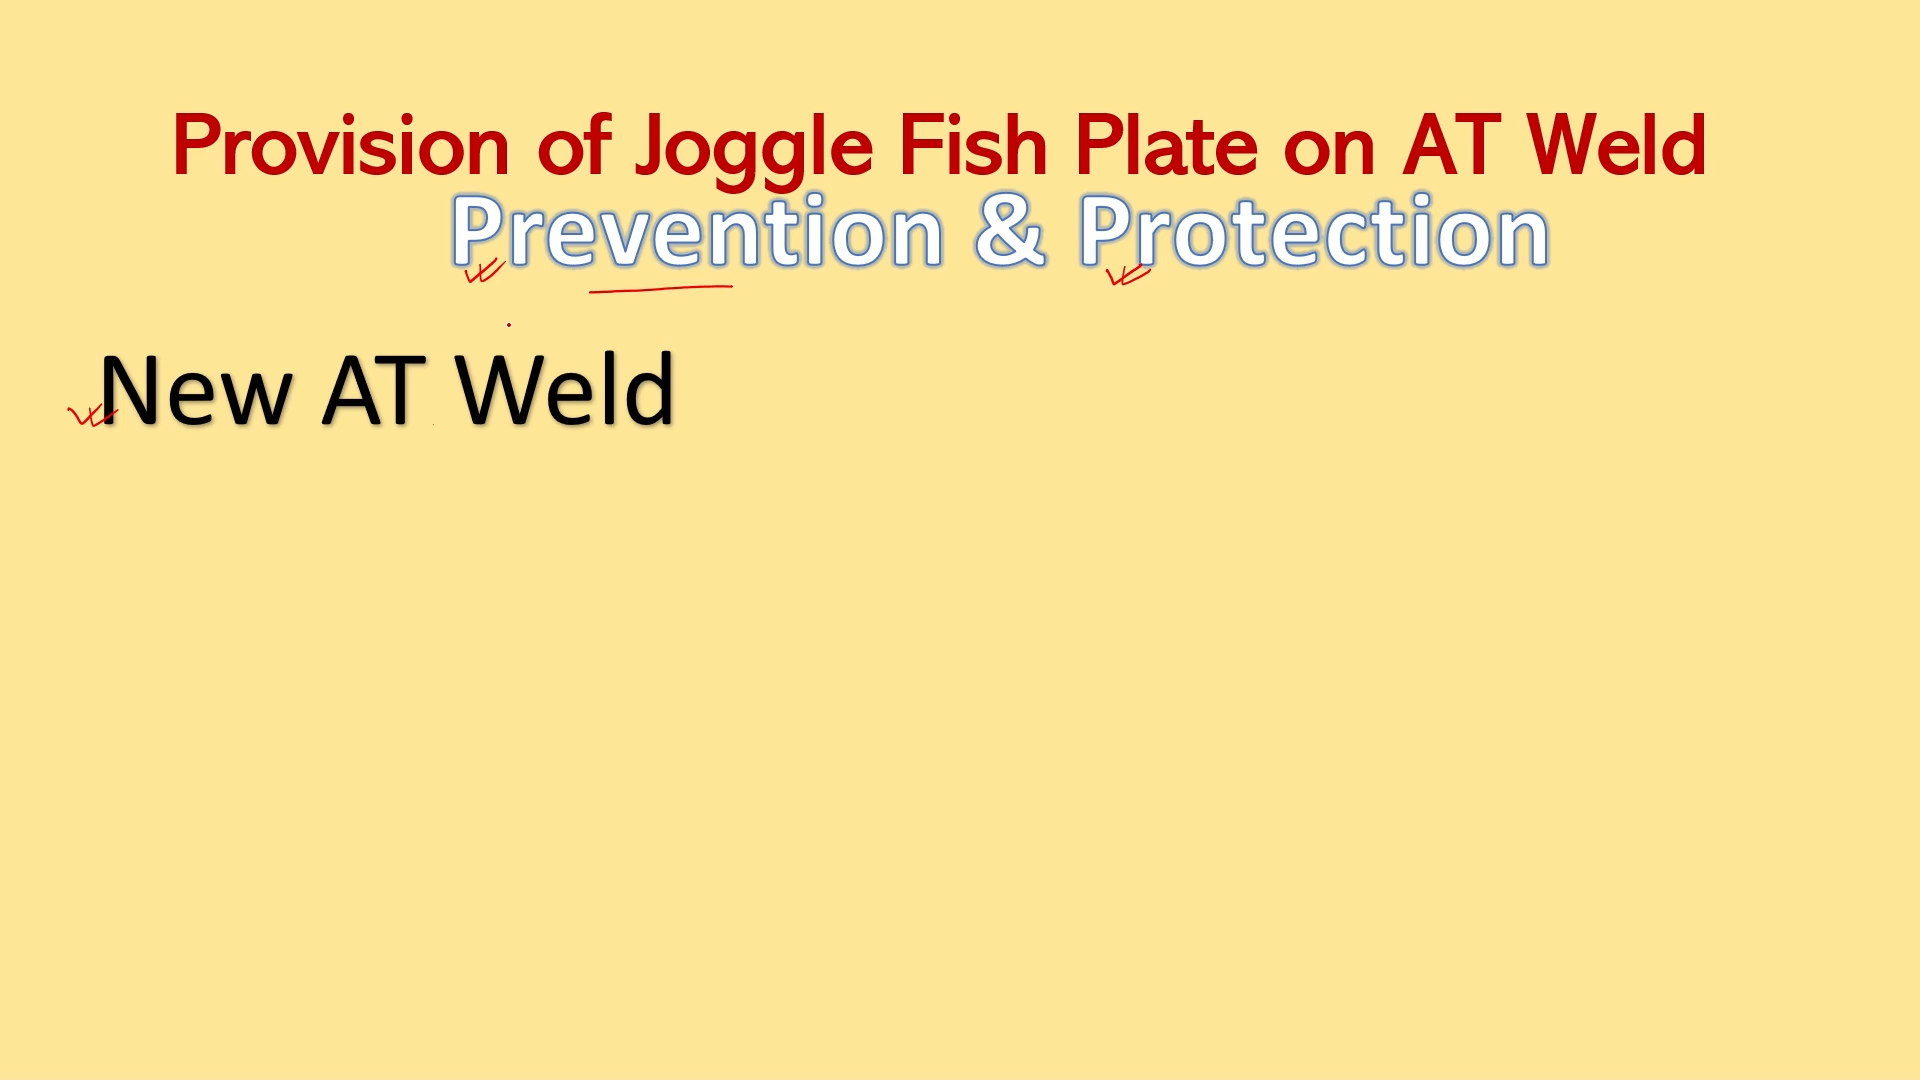 Provision of Joggle Fish Plate on AT Weld
Prevention & Protection
New AT Weld